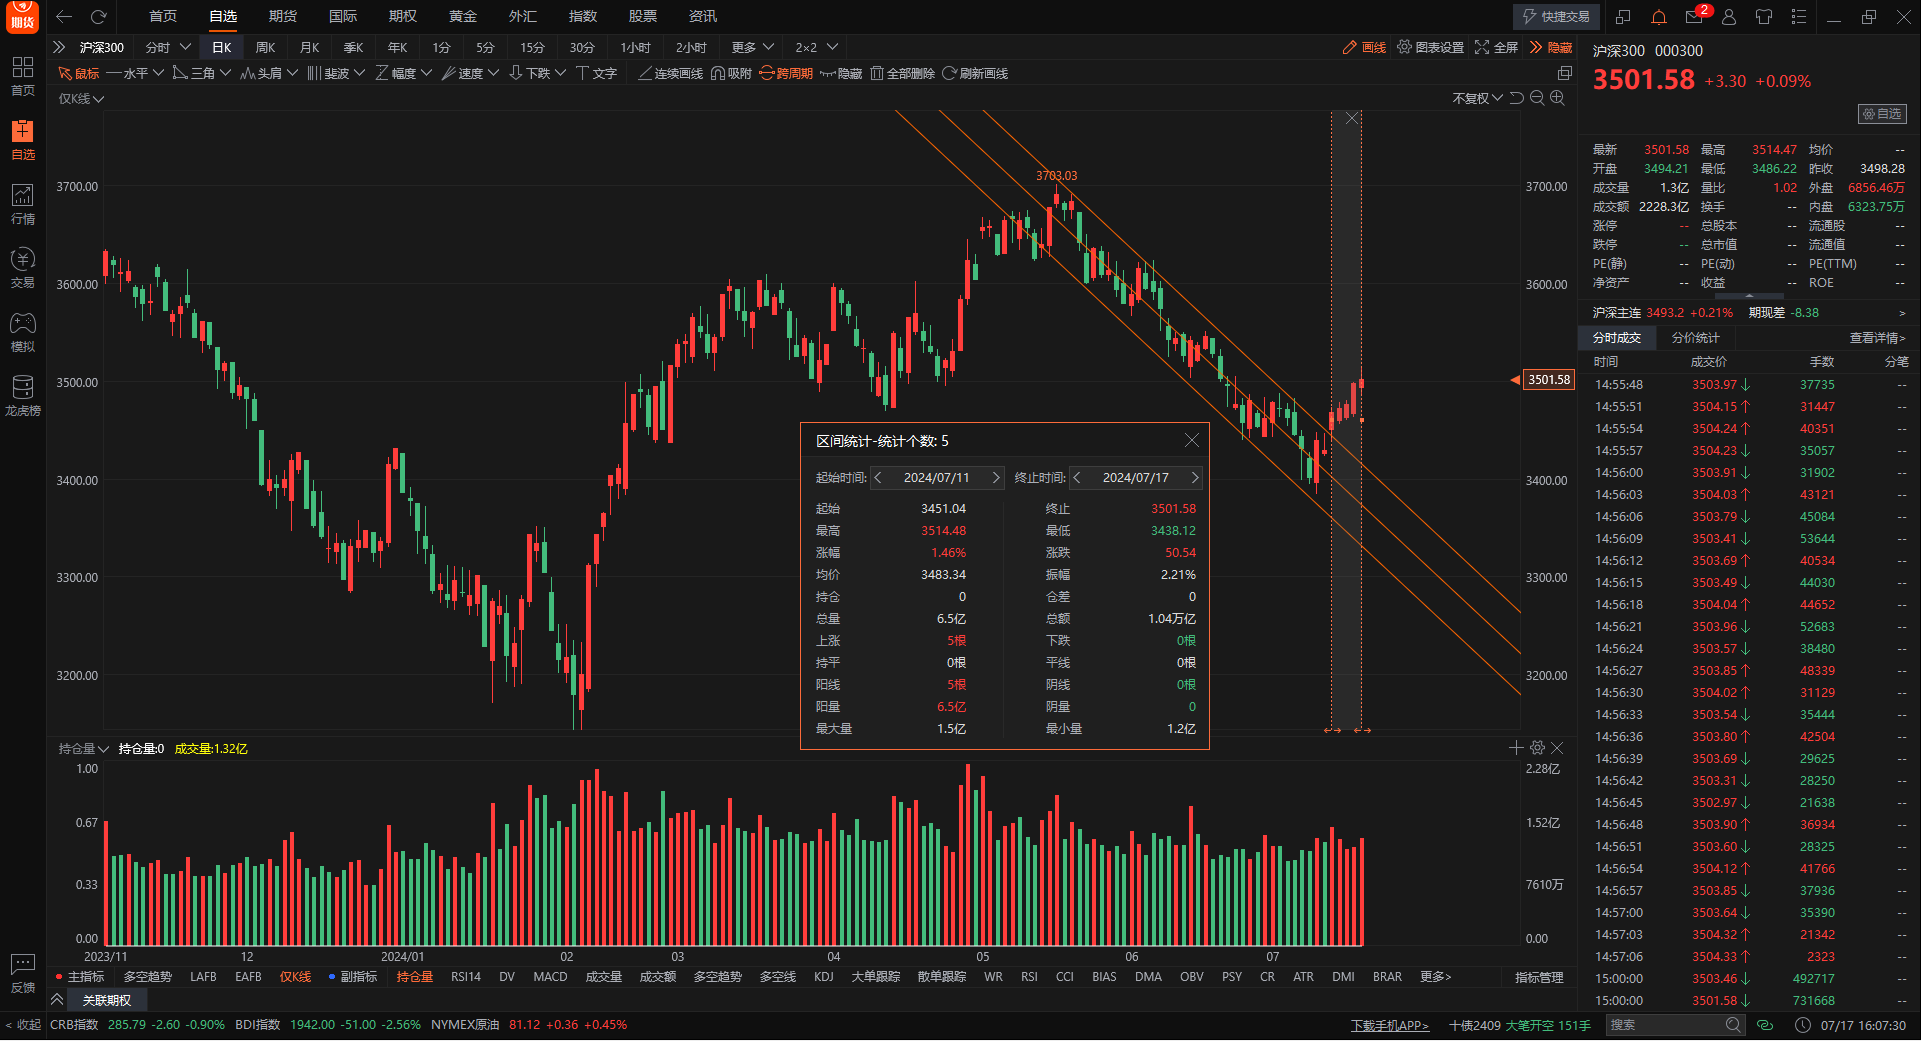 期货 首页 自选 期货 国际 期权 黄金 外汇 指数 股票 资讯 快捷交易 2
沪深300 分时 日K 周K 月K 季K 年K 1分 5分 15分 30分 1小时 2小时 更多 2×2 画线 图表设置 全屏 隐藏
鼠标 水平 三角 头肩 斐波 幅度 速度 下跌 文字 连续画线 吸附 跨周期 隐藏 全部删除 刷新画线
仅K线 不复权
首页
自选
行情
交易
模拟
龙虎榜
反馈
< 收起
3703.03
3700.00 3700.00
3600.00 3600.00
3500.00 3501.58
3400.00 3400.00
3300.00 3300.00
3200.00 3200.00
区间统计-统计个数: 5
起始时间: 2024/07/11 终止时间: 2024/07/17
起始 3451.04 终止 3501.58
最高 3514.48 最低 3438.12
涨幅 1.46% 涨跌 50.54
均价 3483.34 振幅 2.21%
持仓 0 仓差 0
总量 6.5亿 总额 1.04万亿
上涨 5根 下跌 0根
持平 0根 平线 0根
阳线 5根 阴线 0根
阳量 6.5亿 阴量 0
最大量 1.5亿 最小量 1.2亿
持仓量 持仓量:0 成交量:1.32亿
1.00 2.28亿
0.67 1.52亿
0.33 7610万
0.00 0.00
2023/11 12 2024/01 02 03 04 05 06 07
主指标 多空趋势 LAFB EAFB 仅K线 副指标 持仓量 RSI14 DV MACD 成交量 成交额 多空趋势 多空线 KDJ 大单跟踪 散单跟踪 WR RSI CCI BIAS DMA OBV PSY CR ATR DMI BRAR 更多> 指标管理
关联期权
沪深300 000300
3501.58 +3.30 +0.09%
自选
最新 3501.58 最高 3514.47 均价 --
开盘 3494.21 最低 3486.22 昨收 3498.28
成交量 1.3亿 量比 1.02 外盘 6856.46万
成交额 2228.3亿 换手 -- 内盘 6323.75万
涨停 -- 总股本 -- 流通股 --
跌停 -- 总市值 -- 流通值 --
PE(静) -- PE(动) -- PE(TTM) --
净资产 -- 收益 -- ROE --
沪深主连 3493.2 +0.21% 期现差 -8.38 >
分时成交 分价统计 查看详情>
时间 成交价 手数 分笔
14:55:48 3503.97↓ 37735 --
14:55:51 3504.15↑ 31447 --
14:55:54 3504.24↑ 40351 --
14:55:57 3504.23↓ 35057 --
14:56:00 3503.91↓ 31902 --
14:56:03 3504.03↑ 43121 --
14:56:06 3503.79↓ 45084 --
14:56:09 3503.41↓ 53644 --
14:56:12 3503.69↑ 40534 --
14:56:15 3503.49↓ 44030 --
14:56:18 3504.04↑ 44652 --
14:56:21 3503.96↓ 52683 --
14:56:24 3503.57↓ 38480 --
14:56:27 3503.85↑ 48339 --
14:56:30 3504.02↑ 31129 --
14:56:33 3503.54↓ 35444 --
14:56:36 3503.80↑ 42504 --
14:56:39 3503.69↓ 29625 --
14:56:42 3503.31↓ 28250 --
14:56:45 3502.97↓ 21638 --
14:56:48 3503.90↑ 36934 --
14:56:51 3503.60↓ 28325 --
14:56:54 3504.12↑ 41766 --
14:56:57 3503.85↓ 37936 --
14:57:00 3503.64↓ 35390 --
14:57:03 3504.32↑ 21342 --
14:57:06 3504.33↑ 2323 --
15:00:00 3503.46↓ 492717 --
15:00:00 3501.58↓ 731668 --
CRB指数 285.79 -2.60 -0.90% BDI指数 1942.00 -51.00 -2.56% NYMEX原油 81.12 +0.36 +0.45% 下载手机APP> 十债2409 大笔开空 151手 搜索 07/17 16:07:30